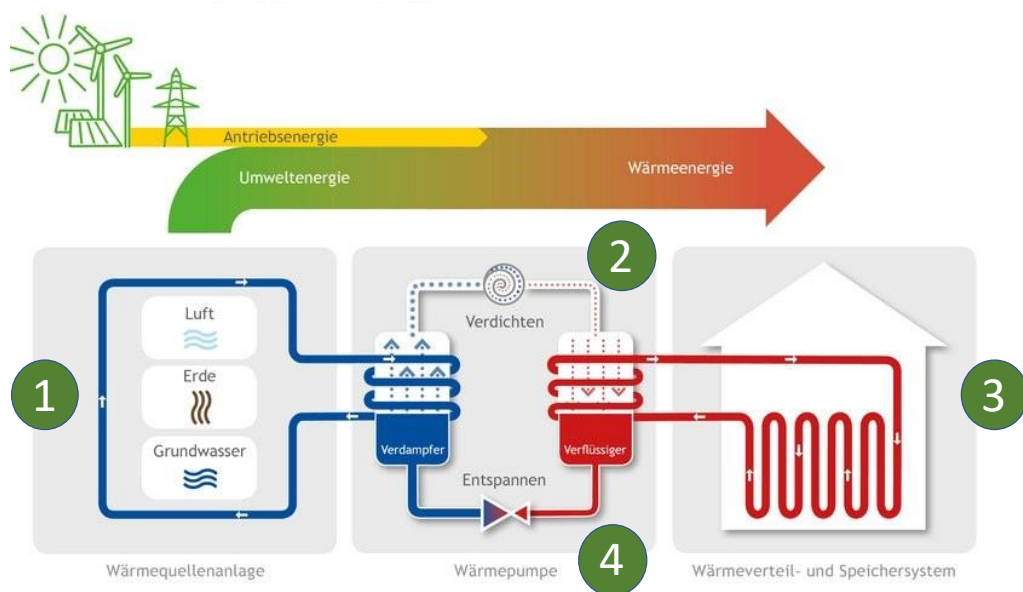 Antriebsenergie
Umweltenergie
Wärmeenergie
1
2
3
4
Luft
Erde
Grundwasser
Verdichten
Verdampfer
Verflüssiger
Entspannen
Wärmequellenanlage
Wärmepumpe
Wärmeverteil- und Speichersystem